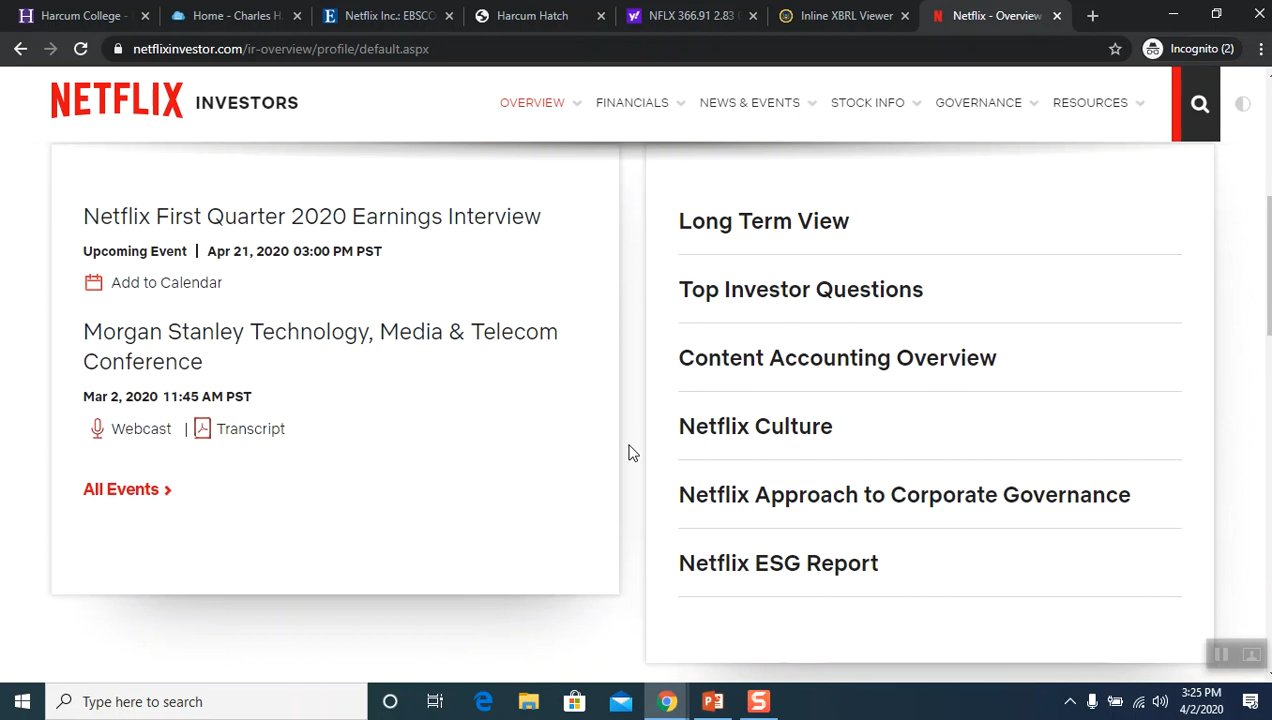 Harcum College -
Home - Charles H.
Netflix Inc.: EBSCO
Harcum Hatch
NFLX 366.91 2.83
Inline XBRL Viewer
Netflix - Overview
netflixinvestor.com/ir-overview/profile/default.aspx
Incognito (2)
NETFLIX INVESTORS
OVERVIEW
FINANCIALS
NEWS & EVENTS
STOCK INFO
GOVERNANCE
RESOURCES
Netflix First Quarter 2020 Earnings Interview
Upcoming Event | Apr 21, 2020 03:00 PM PST
Add to Calendar
Morgan Stanley Technology, Media & Telecom
Conference
Mar 2, 2020 11:45 AM PST
Webcast | Transcript
All Events >
Long Term View
Top Investor Questions
Content Accounting Overview
Netflix Culture
Netflix Approach to Corporate Governance
Netflix ESG Report
Type here to search
3:25 PM
4/2/2020